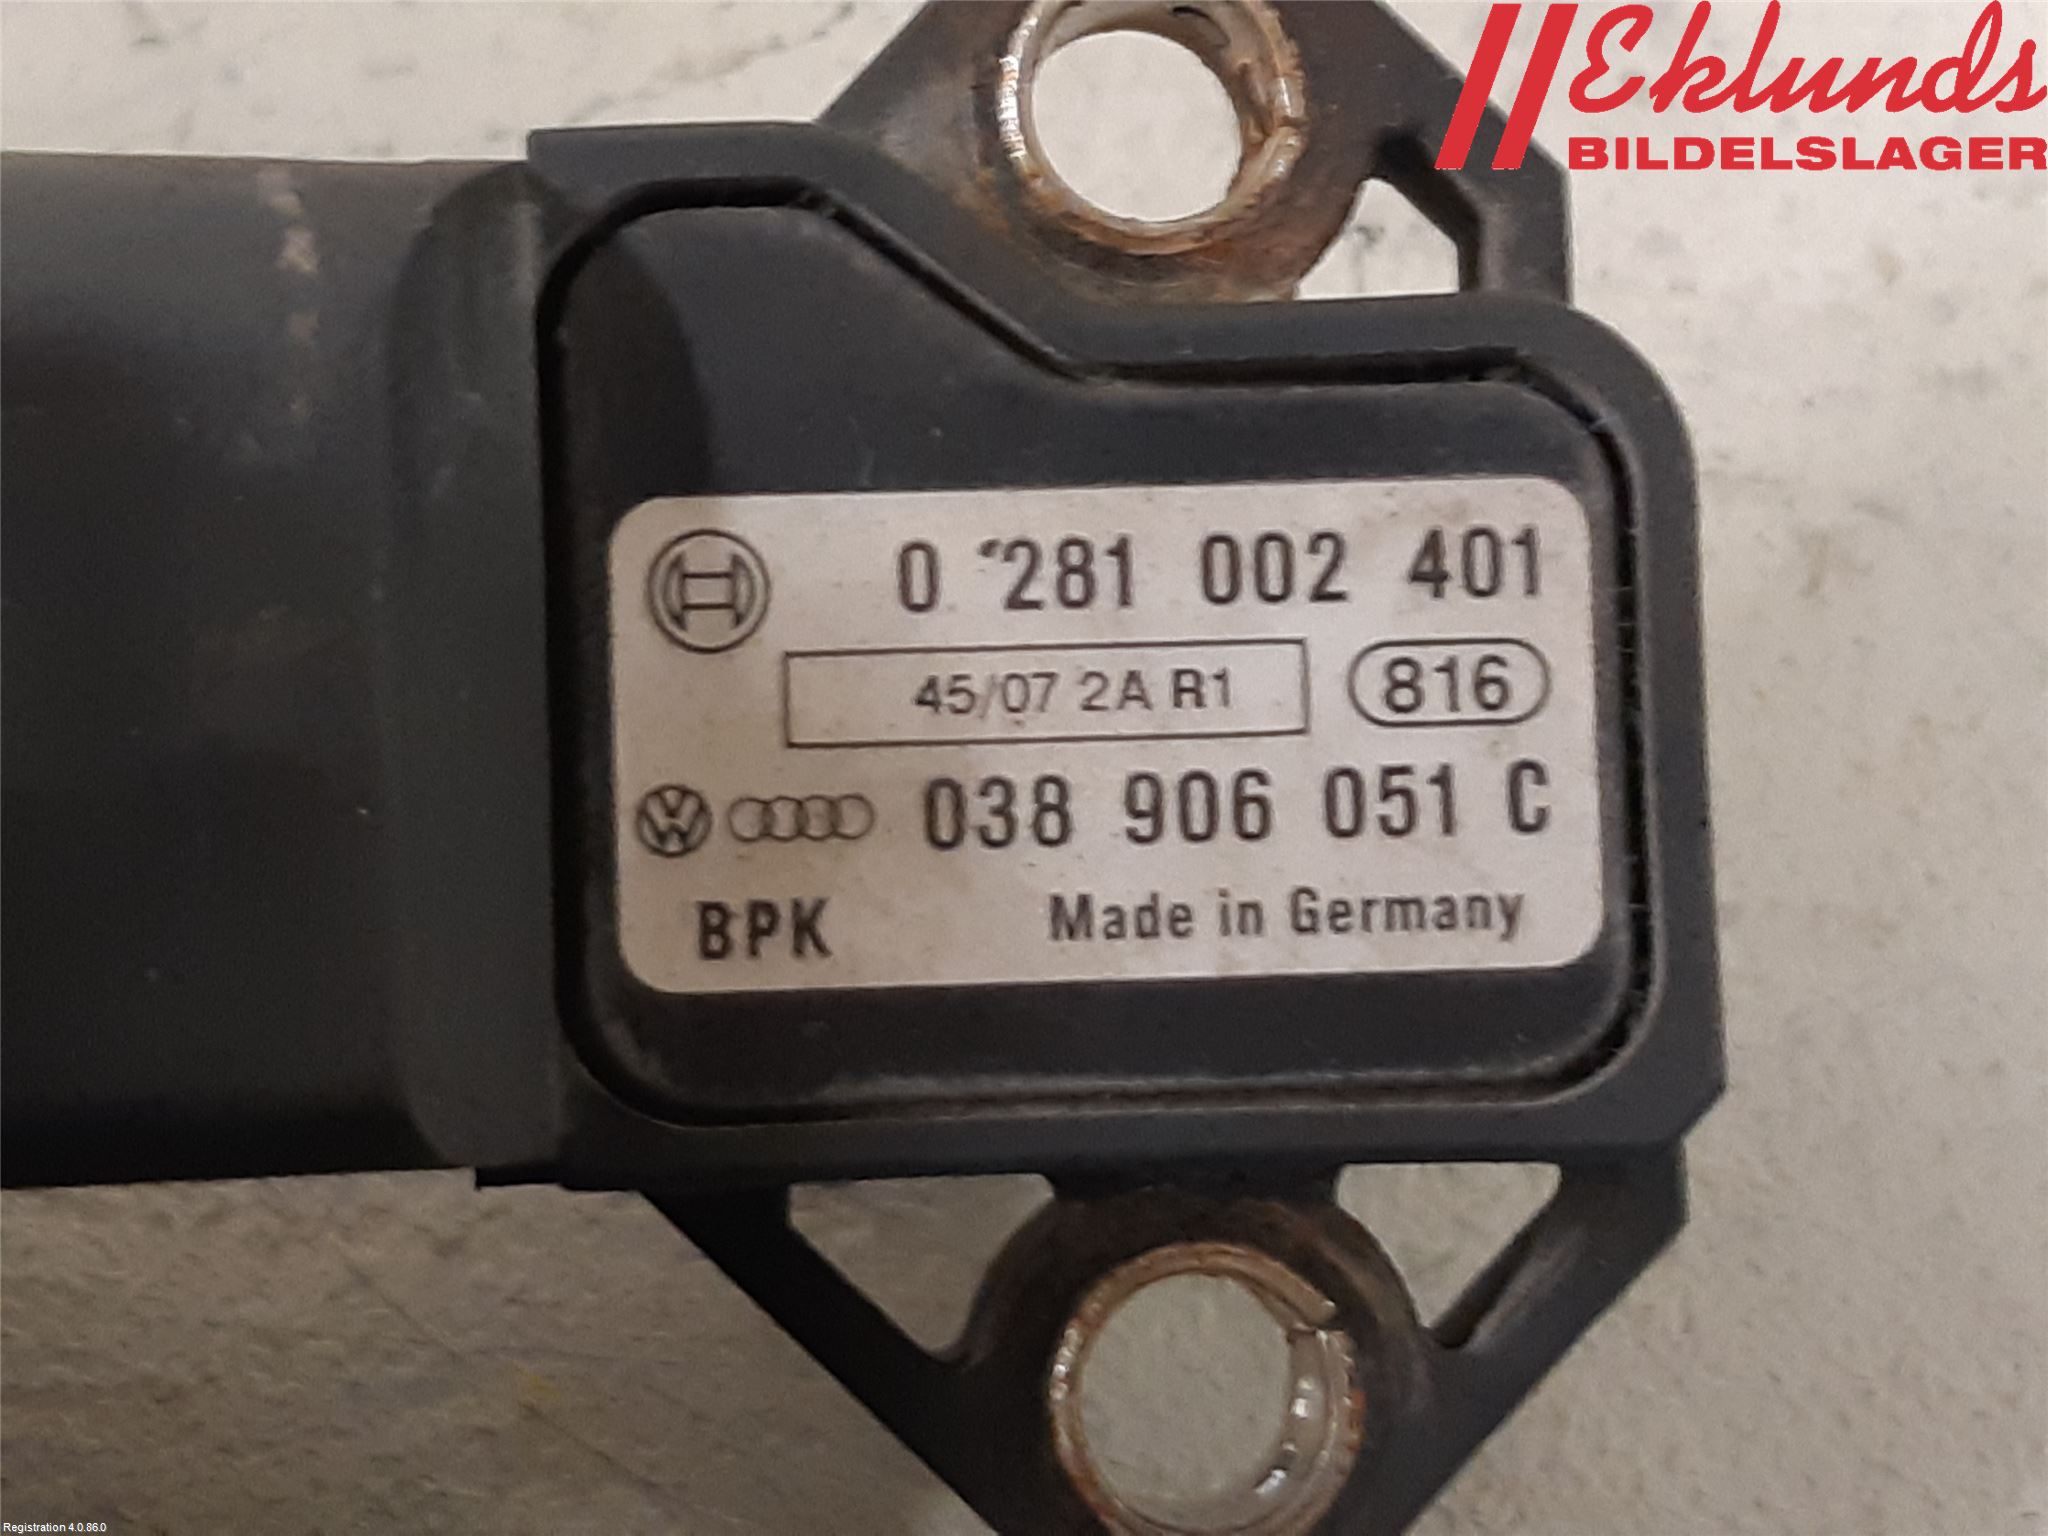 Eklunds
BILDELSLAGER
0 281 002 401
45/07 2A R1
816
038 906 051 C
BPK
Made in Germany
Registration 4.0.86.0